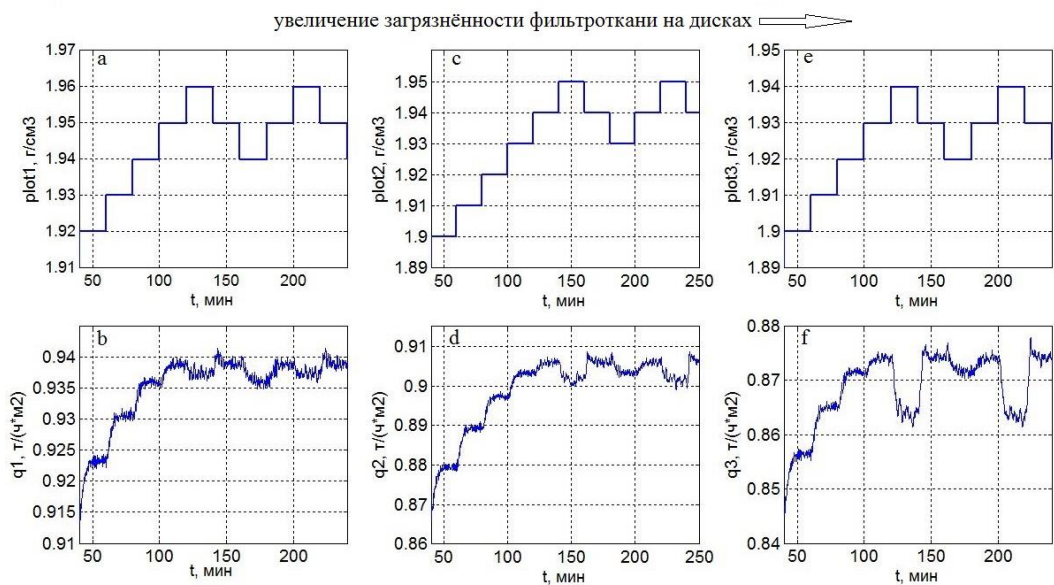 увеличение загрязнённости фильтроткани на дисках
a
1.97
1.96
1.95
1.94
1.93
1.92
1.91
plot1, г/см3
50 100 150 200
t, мин
c
1.95
1.94
1.93
1.92
1.91
1.9
1.89
plot2, г/см3
50 100 150 200 250
t, мин
e
1.95
1.94
1.93
1.92
1.91
1.9
1.89
plot3, г/см3
50 100 150 200
t, мин
b
0.94
0.935
0.93
0.925
0.92
0.915
0.91
q1, т/(ч*м2)
50 100 150 200
t, мин
d
0.91
0.9
0.89
0.88
0.87
0.86
q2, т/(ч*м2)
50 100 150 200
t, мин
f
0.88
0.87
0.86
0.85
0.84
q3, т/(ч*м2)
50 100 150 200
t, мин